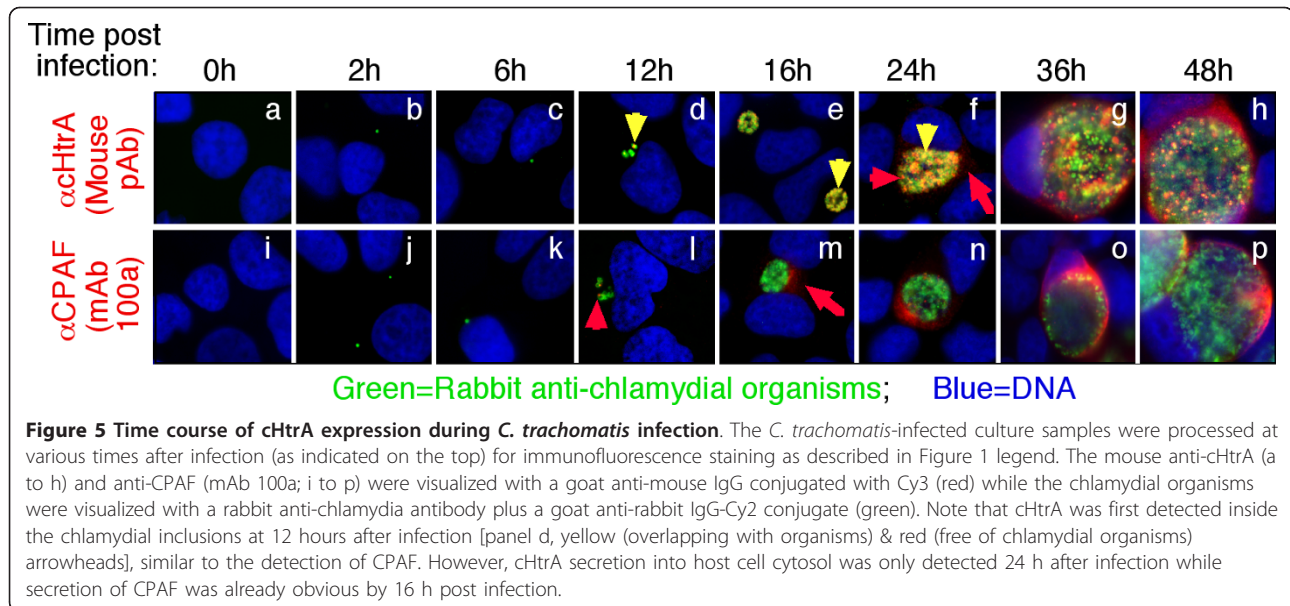 Time post
infection: 0h 2h 6h 12h 16h 24h 36h 48h
αcHtrA
(Mouse
pAb)
a b c d e f g h
αCPAF
(mAb
100a)
i j k l m n o p
Green=Rabbit anti-chlamydial organisms; Blue=DNA
Figure 5 Time course of cHtrA expression during C. trachomatis infection. The C. trachomatis-infected culture samples were processed at
various times after infection (as indicated on the top) for immunofluorescence staining as described in Figure 1 legend. The mouse anti-cHtrA (a
to h) and anti-CPAF (mAb 100a; i to p) were visualized with a goat anti-mouse IgG conjugated with Cy3 (red) while the chlamydial organisms
were visualized with a rabbit anti-chlamydia antibody plus a goat anti-rabbit IgG-Cy2 conjugate (green). Note that cHtrA was first detected inside
the chlamydial inclusions at 12 hours after infection [panel d, yellow (overlapping with organisms) & red (free of chlamydial organisms)
arrowheads], similar to the detection of CPAF. However, cHtrA secretion into host cell cytosol was only detected 24 h after infection while
secretion of CPAF was already obvious by 16 h post infection.